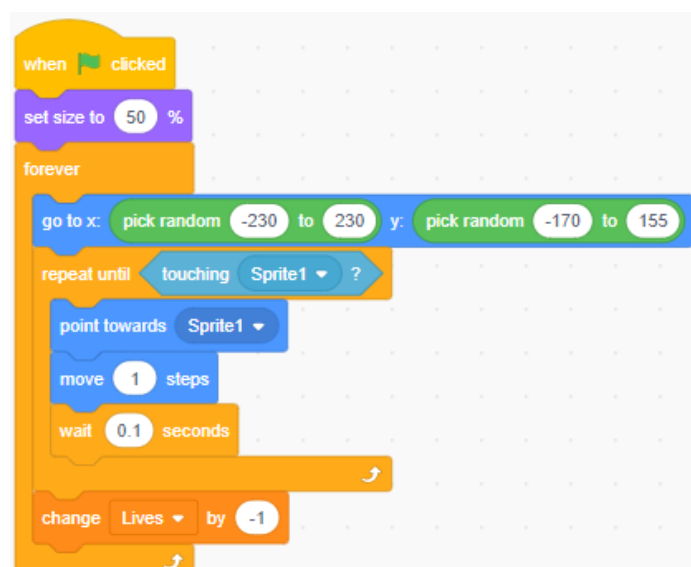 when clicked
set size to 50 %
forever
go to x: pick random -230 to 230 y: pick random -170 to 155
repeat until touching Sprite1 ?
point towards Sprite1
move 1 steps
wait 0.1 seconds
change Lives by -1